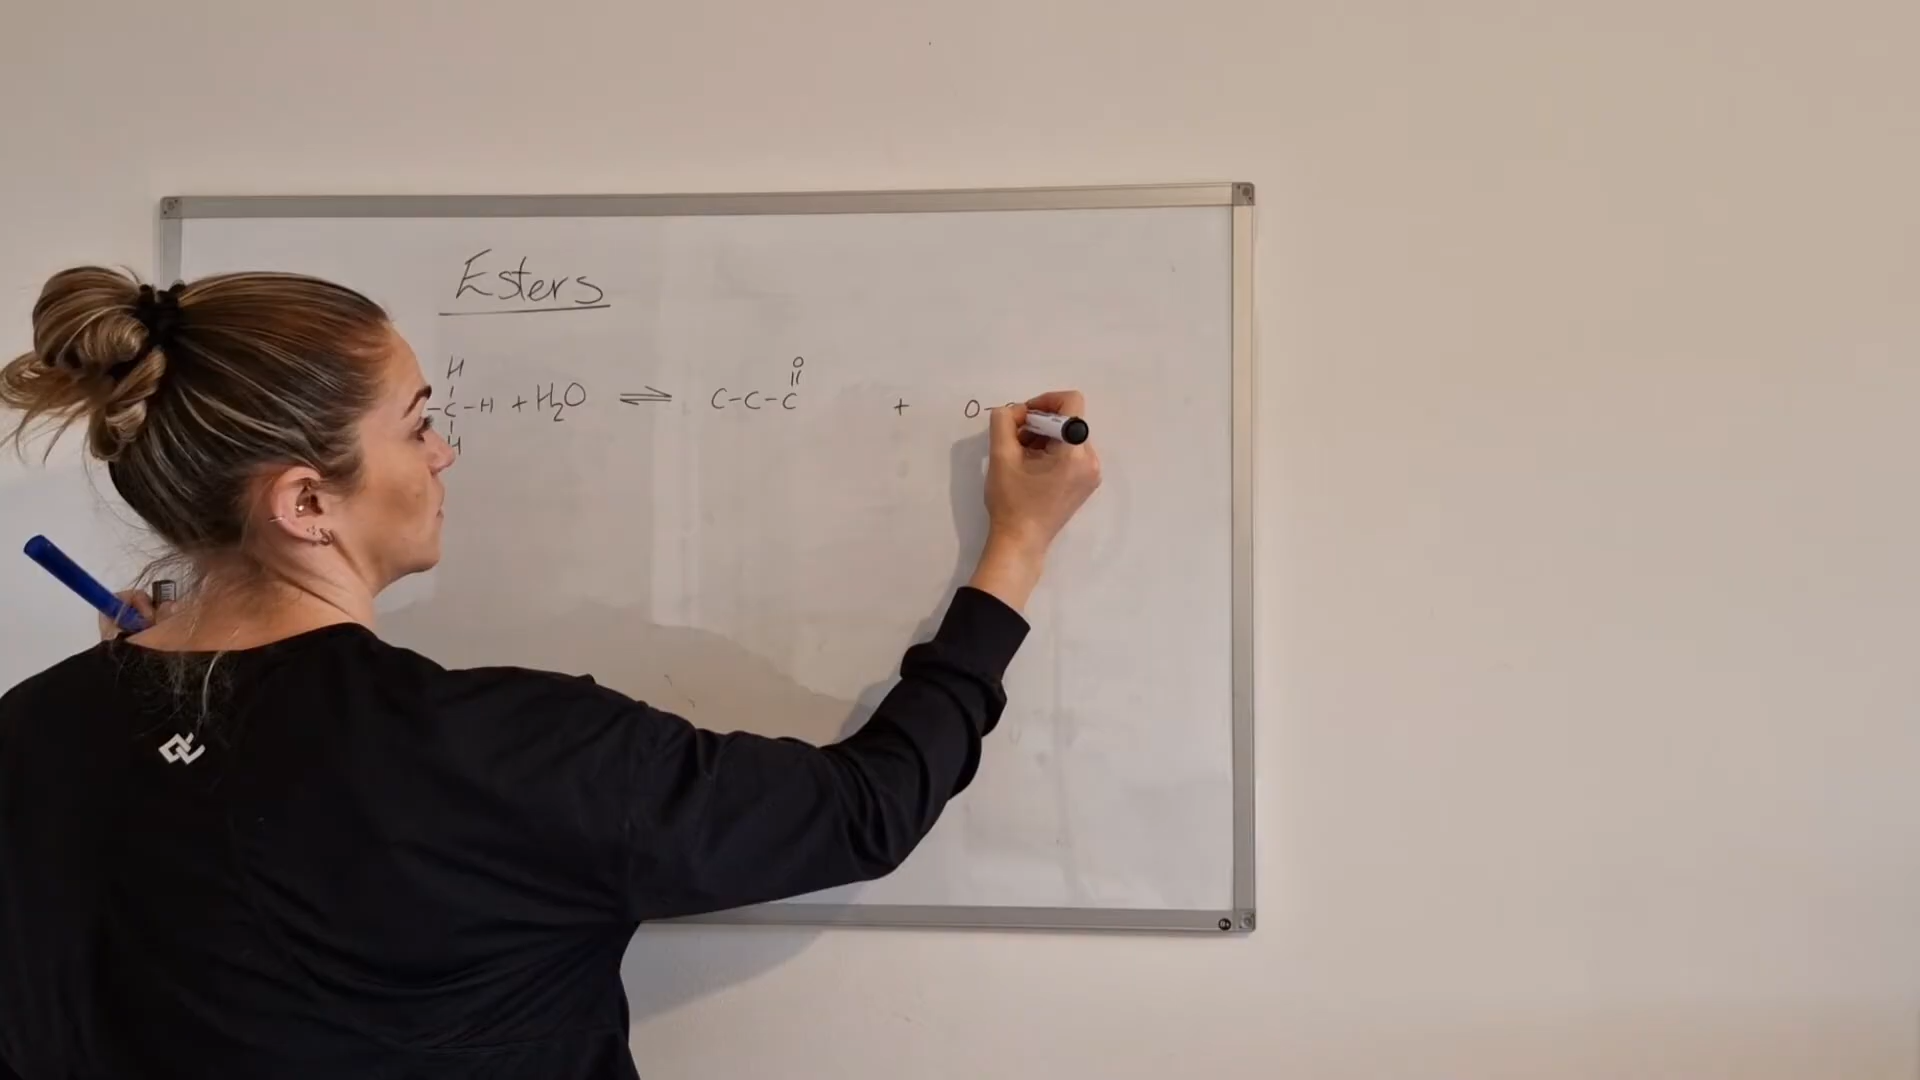 Esters
H
-C-H + H₂O ⇌ C-C-C + O-
O
H